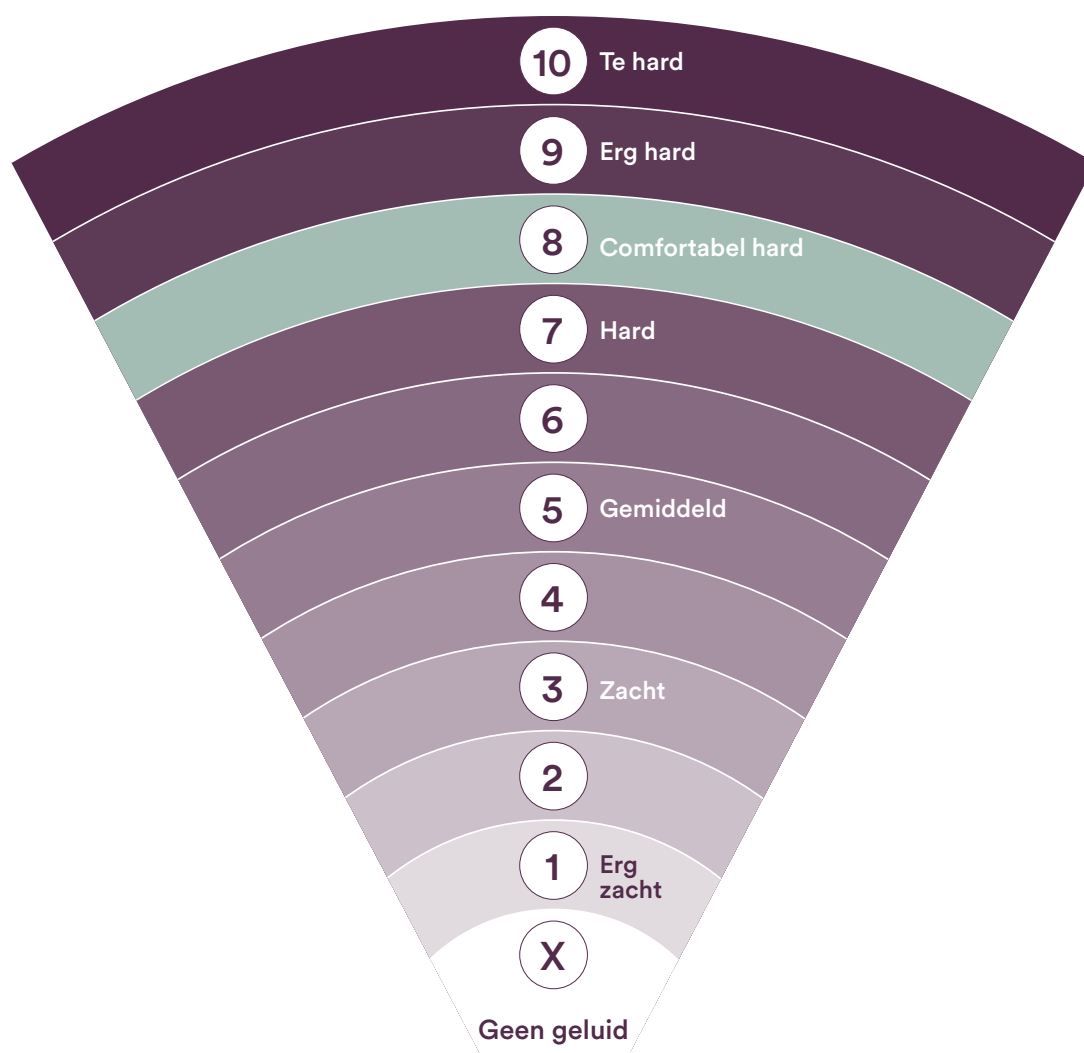 10 Te hard
9 Erg hard
8 Comfortabel hard
7 Hard
6
5 Gemiddeld
4
3 Zacht
2
1 Erg
zacht
X
Geen geluid